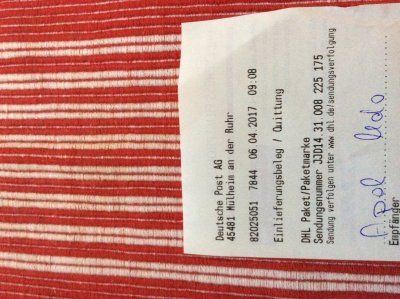 Deutsche Post AG
45481 Mülheim an der Ruhr
82025051 7844 06.04.2017 09:08
Einlieferungsbeleg / Quittung
DHL Paket/Paketmarke
Sendungsnummer JJD14 31 008 225 175
Sendung verfolgen unter www.dhl.de/sendungsverfolgung
Empfänger